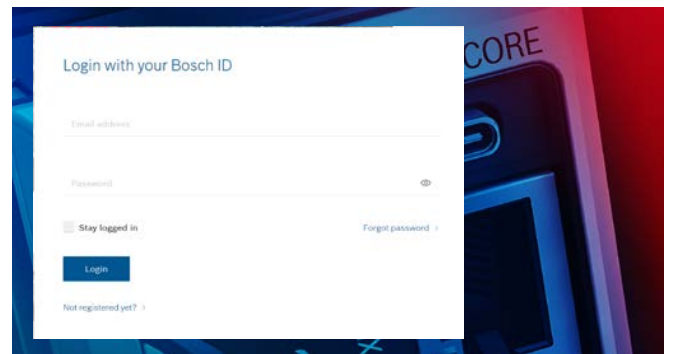 Login with your Bosch ID
CORE
Email address
Password
Stay logged in
Forgot password
Login
Not registered yet?